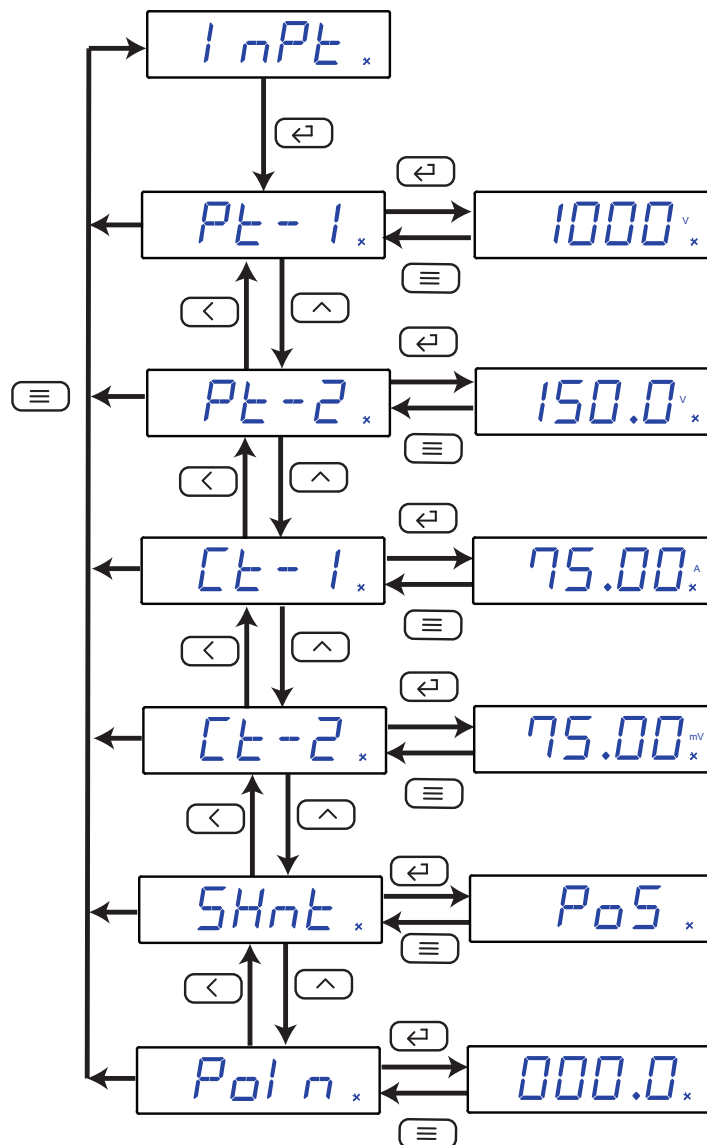 InPt
Pt-1
1000 V
Pt-2
150.0 V
Ct-1
75.00 A
Ct-2
75.00 mV
SHnt
PoS
PoIn
000.0